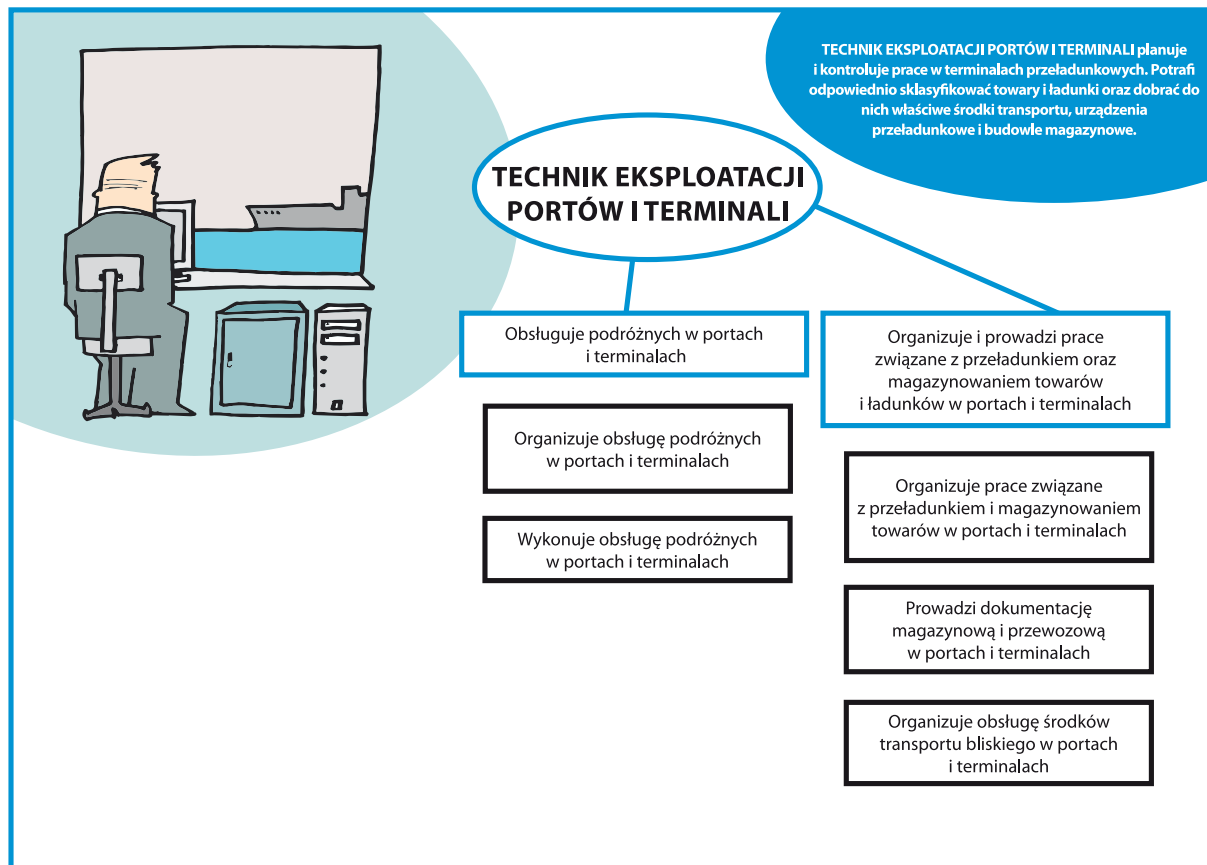 TECHNIK EKSPLOATACJI PORTÓW I TERMINALI planuje
i kontroluje prace w terminalach przeładunkowych. Potrafi
odpowiednio sklasyfikować towary i ładunki oraz dobrać do
nich właściwe środki transportu, urządzenia
przeładunkowe i budowle magazynowe.
TECHNIK EKSPLOATACJI
PORTÓW I TERMINALI
Obsługuje podróżnych w portach
i terminalach
Organizuje obsługę podróżnych
w portach i terminalach
Wykonuje obsługę podróżnych
w portach i terminalach
Organizuje i prowadzi prace
związane z przeładunkiem oraz
magazynowaniem towarów
i ładunków w portach i terminalach
Organizuje prace związane
z przeładunkiem i magazynowaniem
towarów w portach i terminalach
Prowadzi dokumentację
magazynową i przewozową
w portach i terminalach
Organizuje obsługę środków
transportu bliskiego w portach
i terminalach